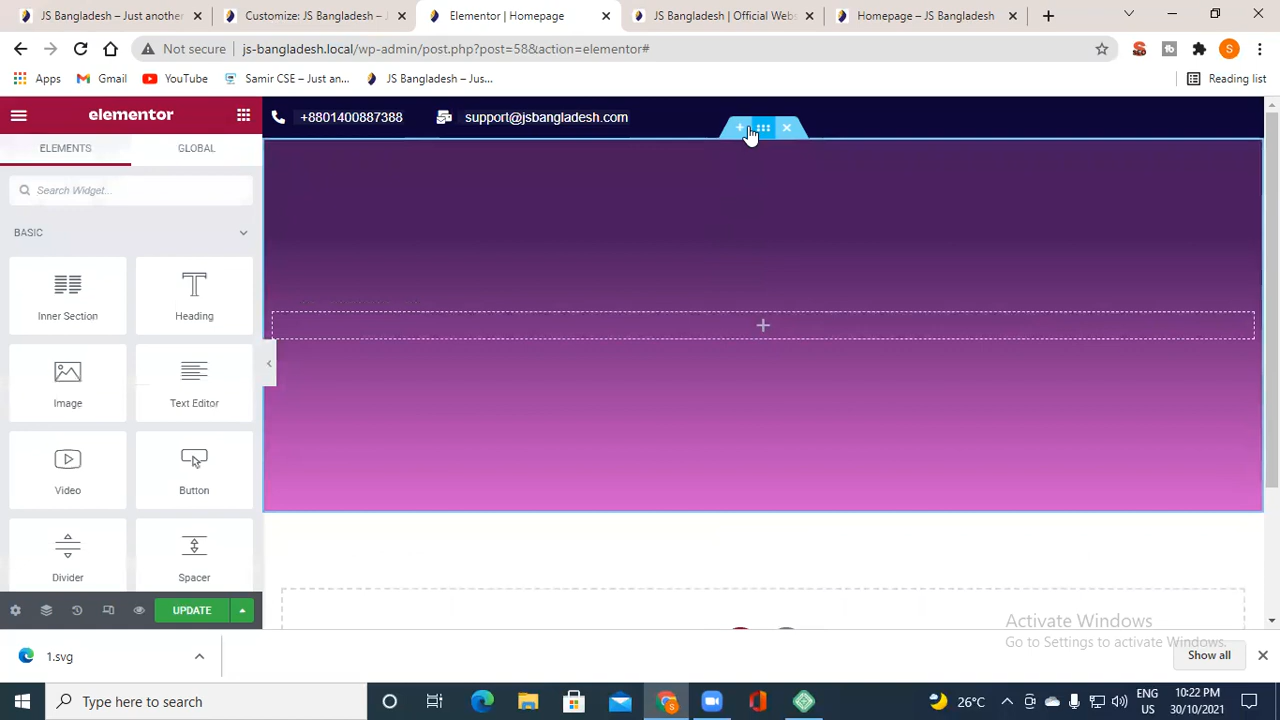 JS Bangladesh – Just another
Customize: JS Bangladesh – J
Elementor | Homepage
JS Bangladesh | Official Webs
Homepage – JS Bangladesh
Not secure
js-bangladesh.local/wp-admin/post.php?post=58&action=elementor#
Apps
Gmail
YouTube
Samir CSE – Just an...
JS Bangladesh – Jus...
Reading list
elementor
+8801400887388
support@jsbangladesh.com
ELEMENTS
GLOBAL
Search Widget...
BASIC
Inner Section
Heading
Image
Text Editor
Video
Button
Divider
Spacer
UPDATE
Activate Windows
Go to Settings to activate Windows.
1.svg
Show all
Type here to search
26°C
ENG
US
10:22 PM
30/10/2021